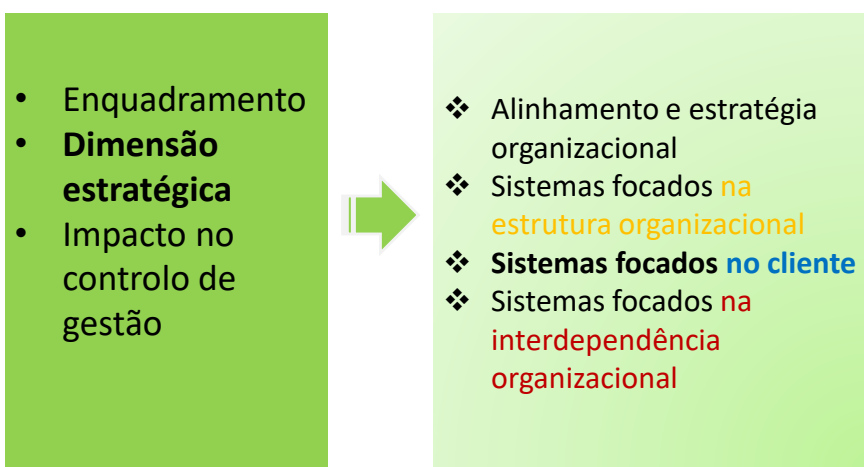 • Enquadramento
• Dimensão
estratégica
• Impacto no
controlo de
gestão
❖ Alinhamento e estratégia
organizacional
❖ Sistemas focados na
estrutura organizacional
❖ Sistemas focados no cliente
❖ Sistemas focados na
interdependência
organizacional